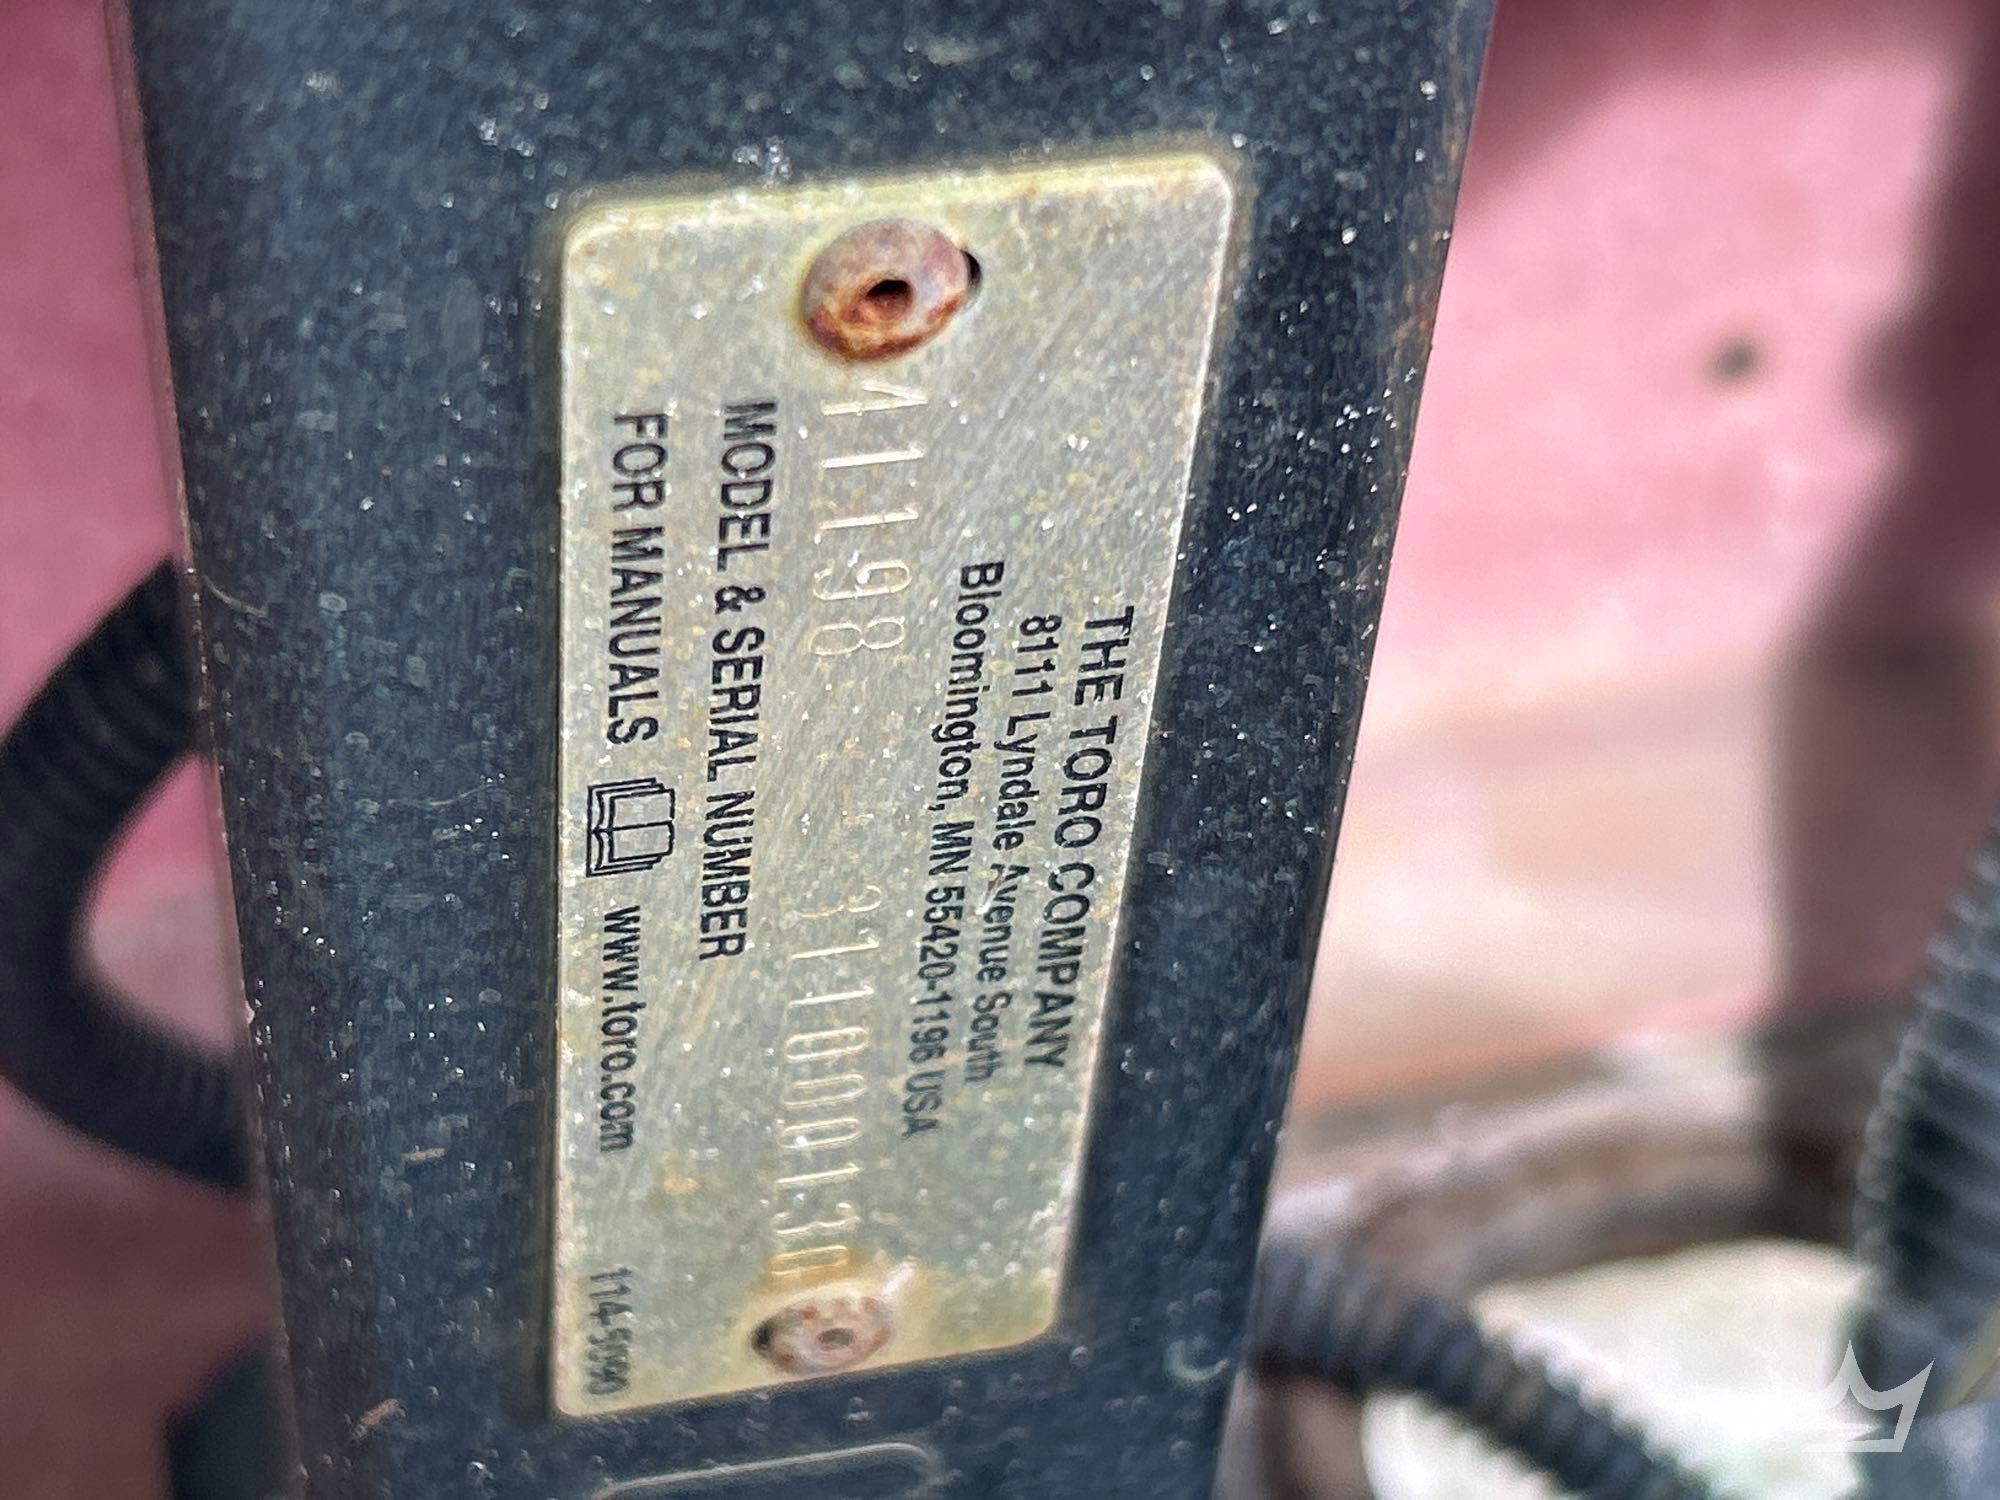 THE TORO COMPANY
8111 Lyndale Avenue South
Bloomington, MN 55420-1196 USA
41198 311000130
MODEL & SERIAL NUMBER
FOR MANUALS www.toro.com
114-9090